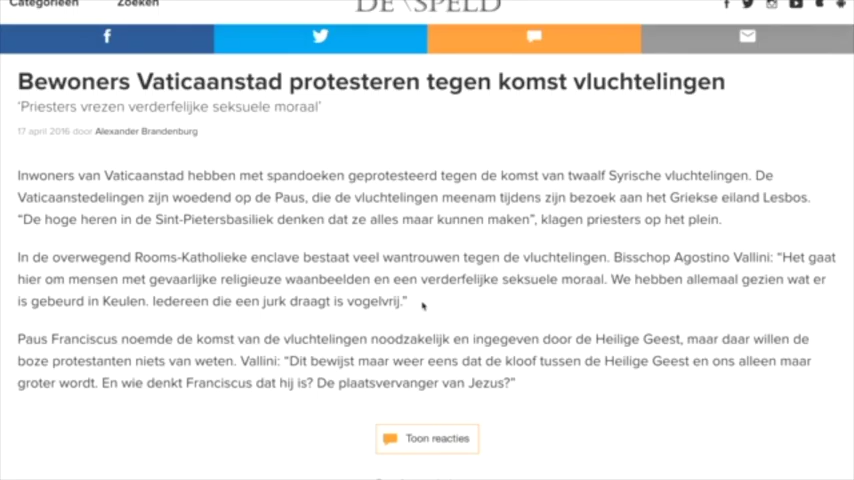 Categorieën Zoeken DE SPELD
Bewoners Vaticaanstad protesteren tegen komst vluchtelingen
‘Priesters vrezen verderfelijke seksuele moraal’
17 april 2016 door Alexander Brandenburg
Inwoners van Vaticaanstad hebben met spandoeken geprotesteerd tegen de komst van twaalf Syrische vluchtelingen. De
Vaticaanstedelingen zijn woedend op de Paus, die de vluchtelingen meenam tijdens zijn bezoek aan het Griekse eiland Lesbos.
“De hoge heren in de Sint-Pietersbasiliek denken dat ze alles maar kunnen maken”, klagen priesters op het plein.
In de overwegend Rooms-Katholieke enclave bestaat veel wantrouwen tegen de vluchtelingen. Bisschop Agostino Vallini: “Het gaat
hier om mensen met gevaarlijke religieuze waanbeelden en een verderfelijke seksuele moraal. We hebben allemaal gezien wat er
is gebeurd in Keulen. Iedereen die een jurk draagt is vogelvrij.”
Paus Franciscus noemde de komst van de vluchtelingen noodzakelijk en ingegeven door de Heilige Geest, maar daar willen de
boze protestanten niets van weten. Vallini: “Dit bewijst maar weer eens dat de kloof tussen de Heilige Geest en ons alleen maar
groter wordt. En wie denkt Franciscus dat hij is? De plaatsvervanger van Jezus?”
Toon reacties